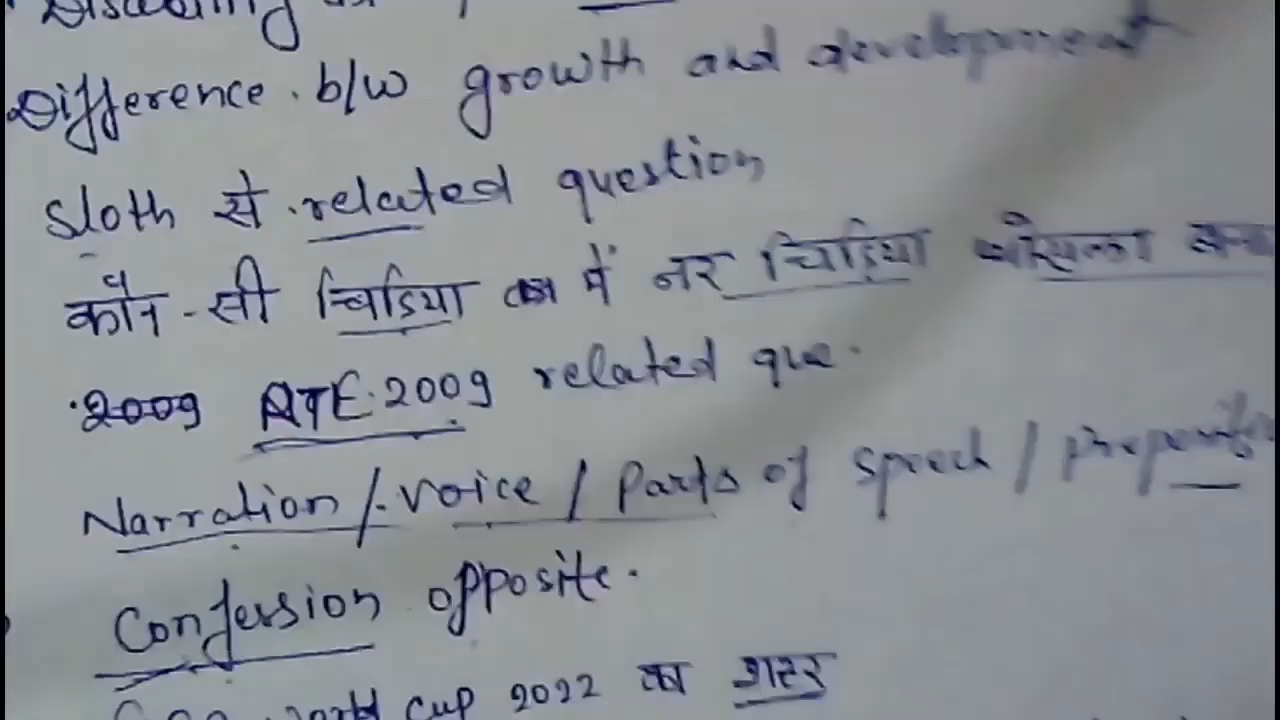 Difference b/w growth and development
Sloth से related question
कौन-सी चिडिया में नर चिड़िया घोसला
2009 RTE 2009 related que.
Narration / voice / Parts of speech /
Confession opposite.
World Cup 2022 का